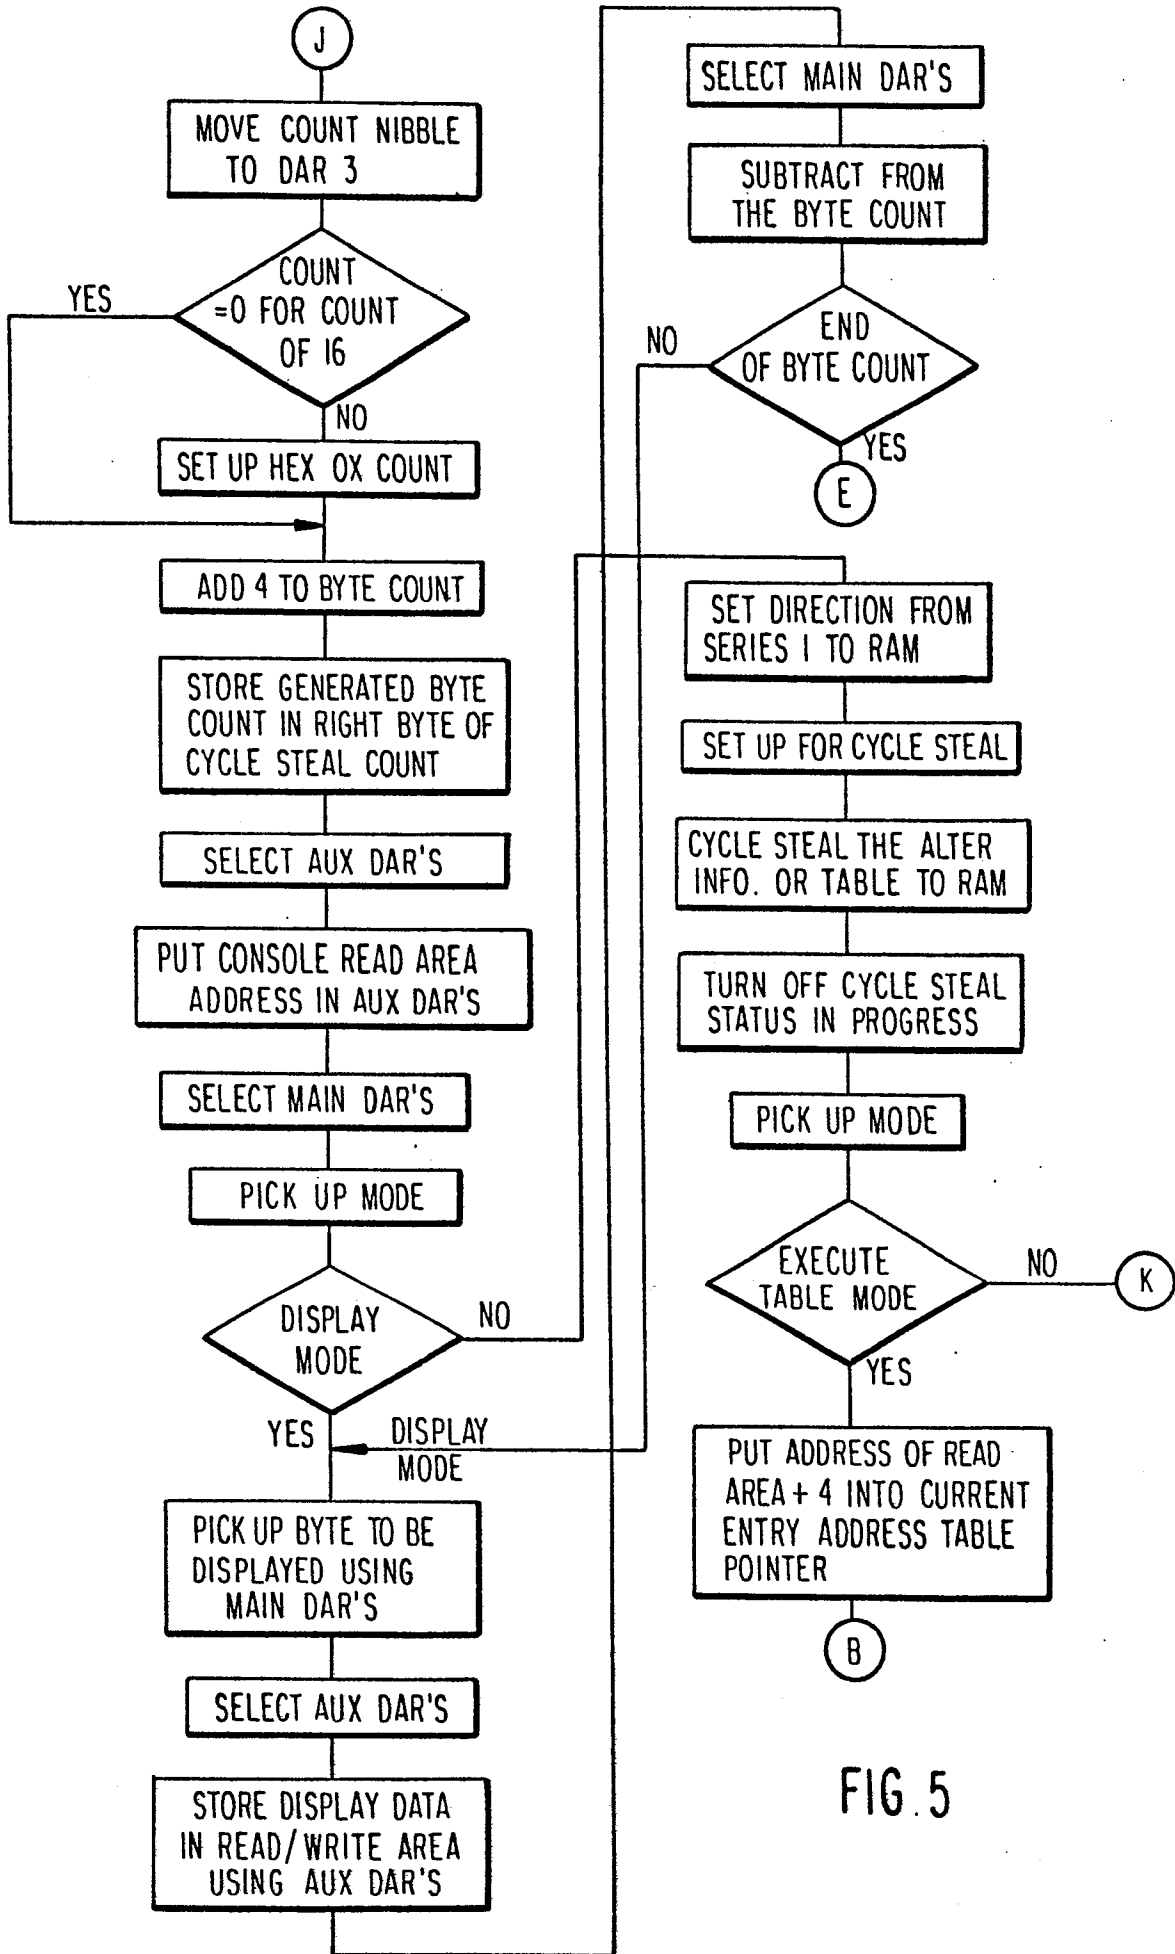 J
MOVE COUNT NIBBLE
TO DAR 3
COUNT
=0 FOR COUNT
OF 16
YES
NO
SET UP HEX OX COUNT
ADD 4 TO BYTE COUNT
STORE GENERATED BYTE
COUNT IN RIGHT BYTE OF
CYCLE STEAL COUNT
SELECT AUX DAR'S
PUT CONSOLE READ AREA
ADDRESS IN AUX DAR'S
SELECT MAIN DAR'S
PICK UP MODE
DISPLAY
MODE
NO
YES
DISPLAY
MODE
PICK UP BYTE TO BE
DISPLAYED USING
MAIN DAR'S
SELECT AUX DAR'S
STORE DISPLAY DATA
IN READ/WRITE AREA
USING AUX DAR'S
SELECT MAIN DAR'S
SUBTRACT FROM
THE BYTE COUNT
END
OF BYTE COUNT
NO
YES
E
SET DIRECTION FROM
SERIES 1 TO RAM
SET UP FOR CYCLE STEAL
CYCLE STEAL THE ALTER
INFO. OR TABLE TO RAM
TURN OFF CYCLE STEAL
STATUS IN PROGRESS
PICK UP MODE
EXECUTE
TABLE MODE
NO
K
YES
PUT ADDRESS OF READ
AREA + 4 INTO CURRENT
ENTRY ADDRESS TABLE
POINTER
B
FIG. 5